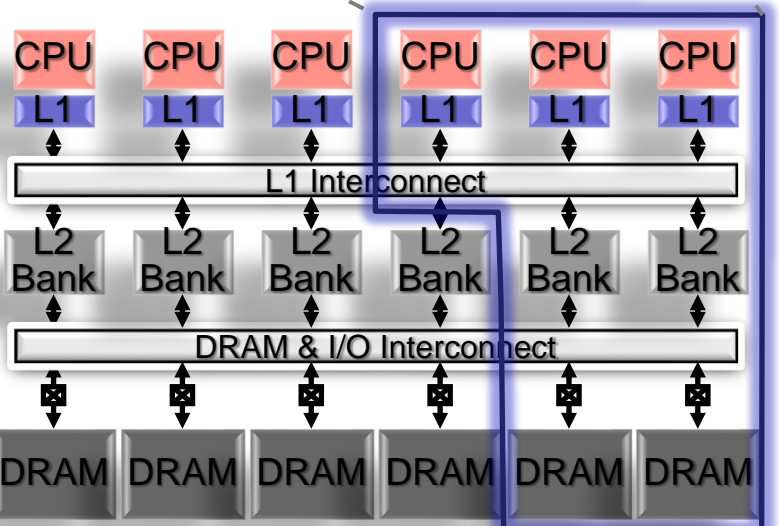 CPU CPU CPU CPU CPU CPU
L1 L1 L1 L1 L1 L1
L1 Interconnect
L2 L2 L2 L2 L2 L2
Bank Bank Bank Bank Bank Bank
DRAM & I/O Interconnect
DRAM DRAM DRAM DRAM DRAM DRAM